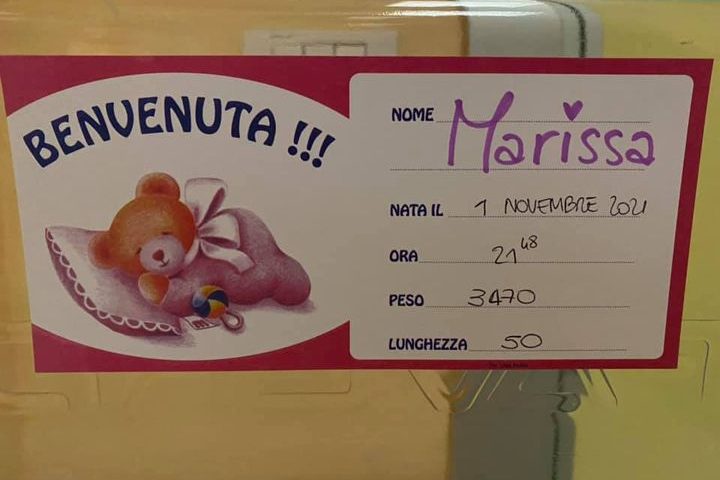 BENVENUTA !!!
NOME Marissa
NATA IL 1 NOVEMBRE 2021
ORA 21 48
PESO 3470
LUNGHEZZA 50